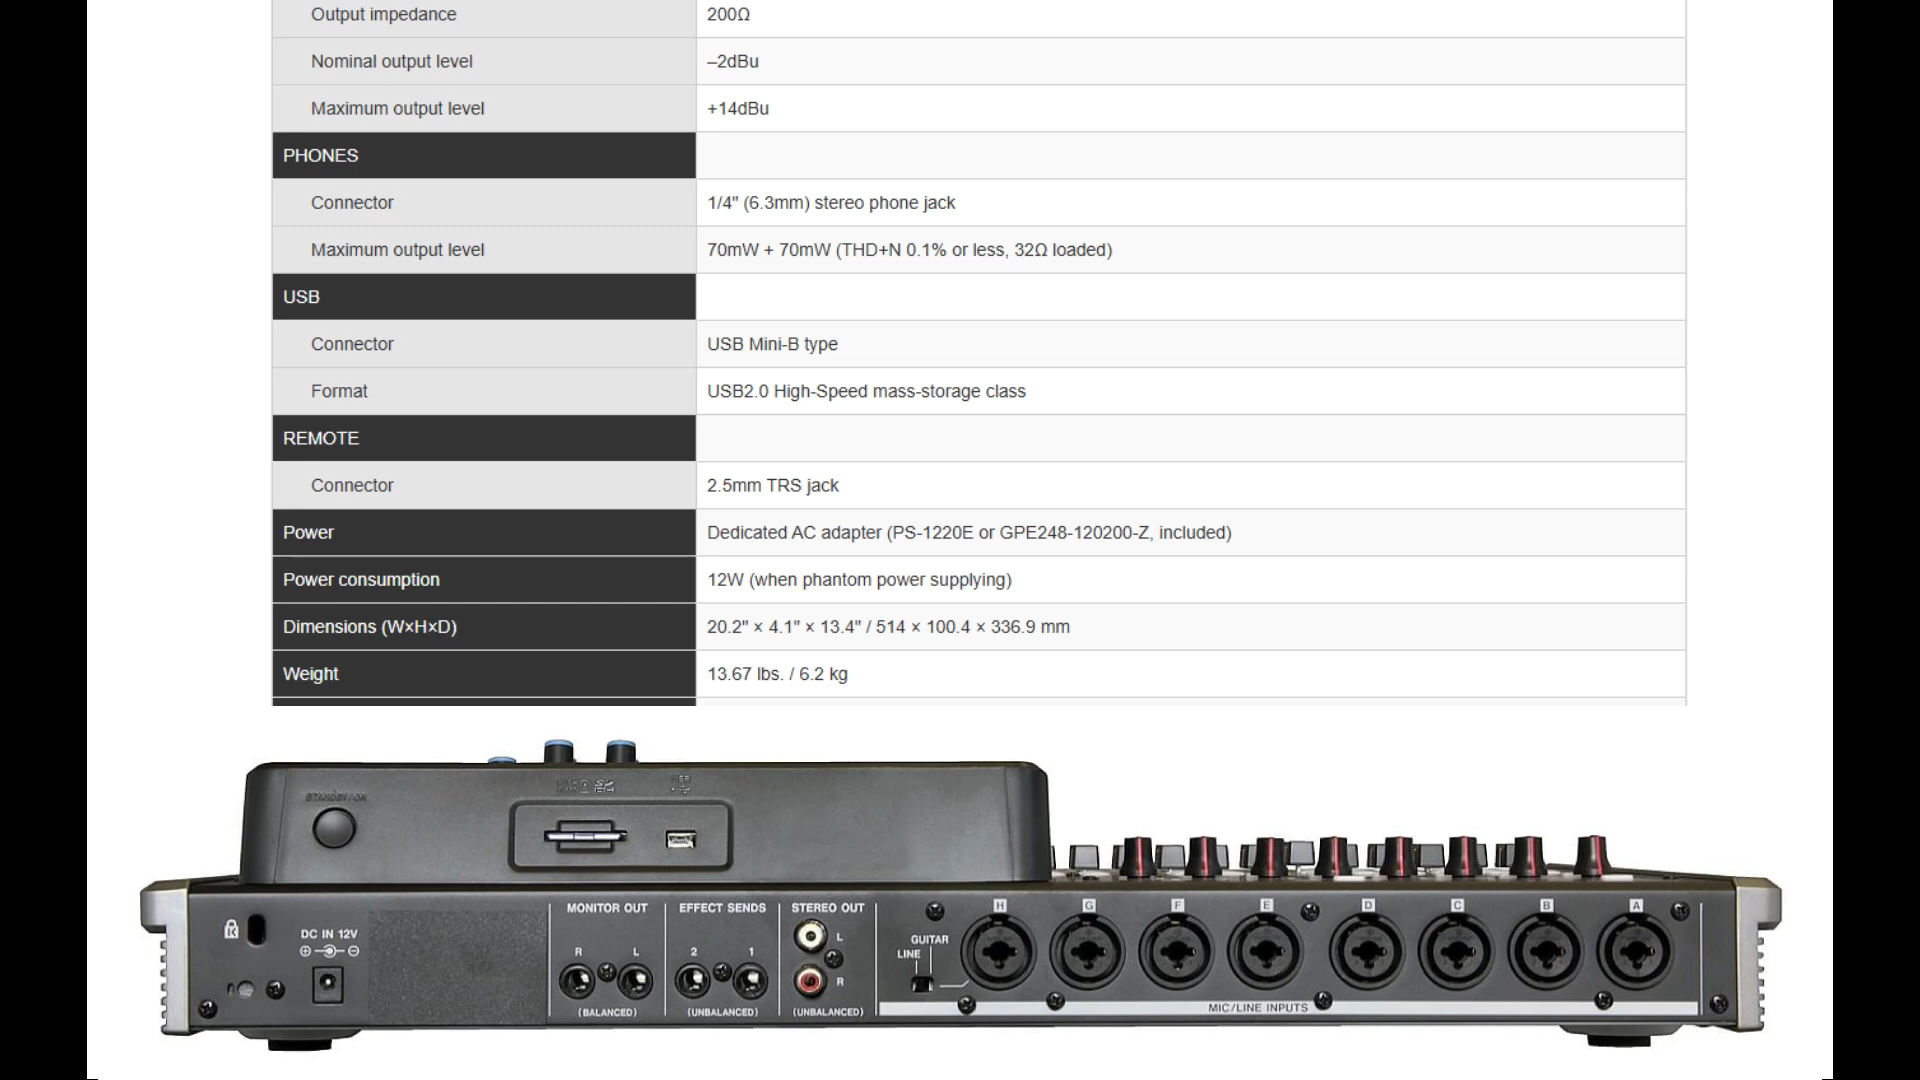 Output impedance 200Ω
Nominal output level –2dBu
Maximum output level +14dBu
PHONES
Connector 1/4" (6.3mm) stereo phone jack
Maximum output level 70mW + 70mW (THD+N 0.1% or less, 32Ω loaded)
USB
Connector USB Mini-B type
Format USB2.0 High-Speed mass-storage class
REMOTE
Connector 2.5mm TRS jack
Power Dedicated AC adapter (PS-1220E or GPE248-120200-Z, included)
Power consumption 12W (when phantom power supplying)
Dimensions (W×H×D) 20.2" × 4.1" × 13.4" / 514 × 100.4 × 336.9 mm
Weight 13.67 lbs. / 6.2 kg
STANDBY/ON
USB
MONITOR OUT EFFECT SENDS STEREO OUT
H G F E D C B A
K
DC IN 12V
L
GUITAR
LINE
R L 2 1
R
(BALANCED) (UNBALANCED) (UNBALANCED)
MIC/LINE INPUTS